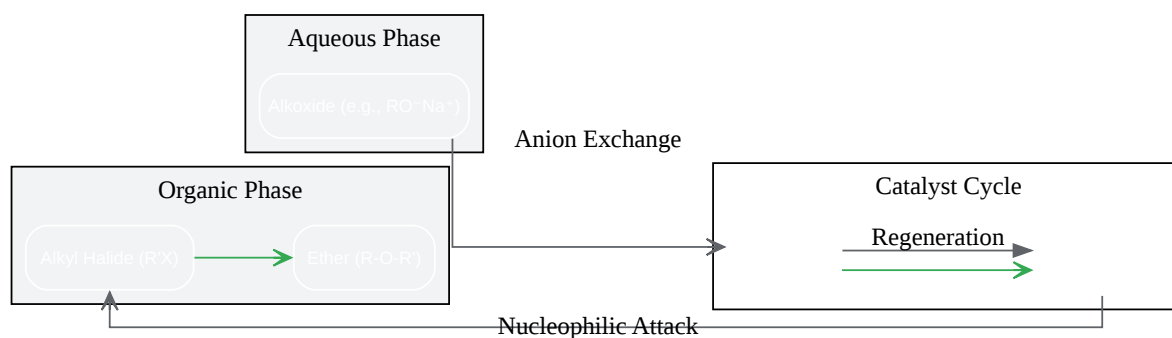 Aqueous Phase
Alkoxide (e.g., RO⁻Na⁺)
Anion Exchange
Organic Phase
Alkyl Halide (R'X)
Ether (R-O-R')
Catalyst Cycle
Regeneration
Nucleophilic Attack